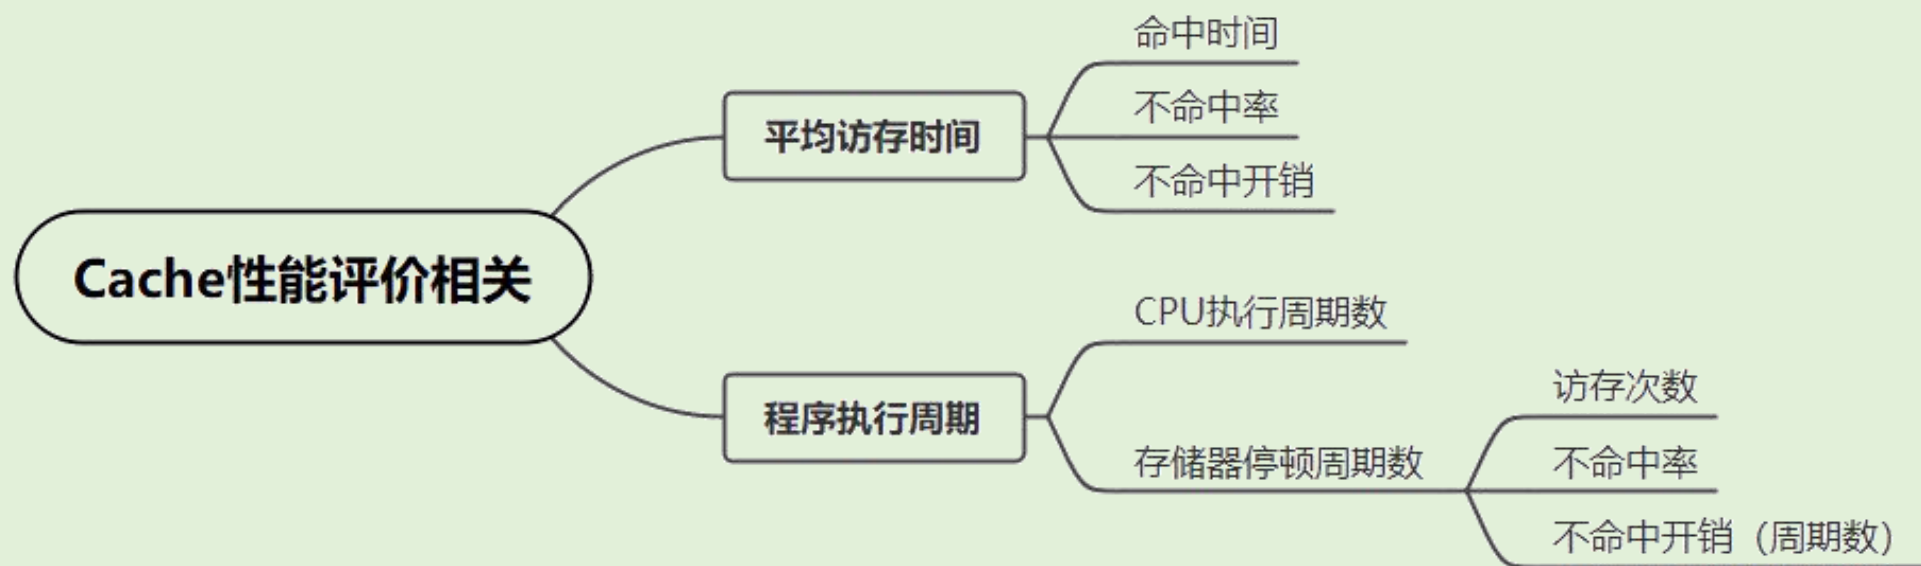 Cache性能评价相关
平均访存时间
命中时间
不命中率
不命中开销
程序执行周期
CPU执行周期数
存储器停顿周期数
访存次数
不命中率
不命中开销（周期数）